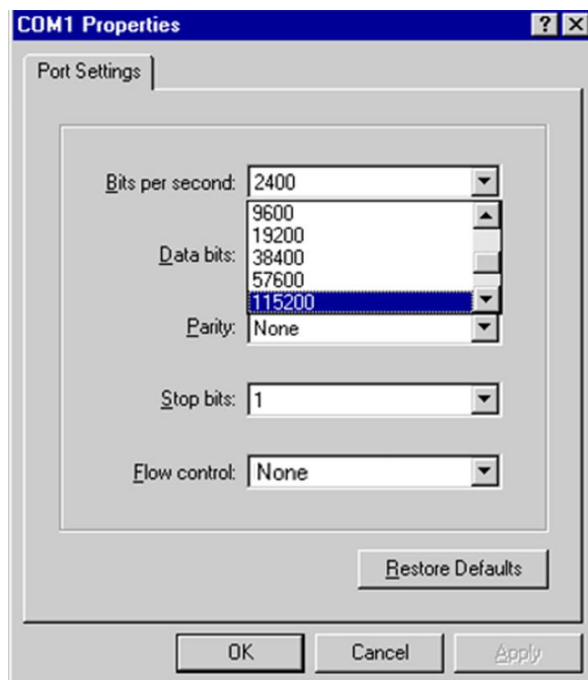 COM1 Properties
Port Settings
Bits per second: 2400
9600
19200
Data bits: 38400
57600
115200
Parity: None
Stop bits: 1
Flow control: None
Restore Defaults
OK Cancel Apply